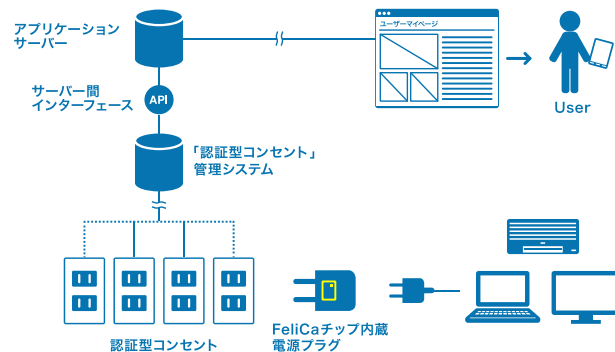 アプリケーション
サーバー
ユーザーマイページ
サーバー間
インターフェース
API
User
「認証型コンセント」
管理システム
FeliCaチップ内蔵
電源プラグ
認証型コンセント